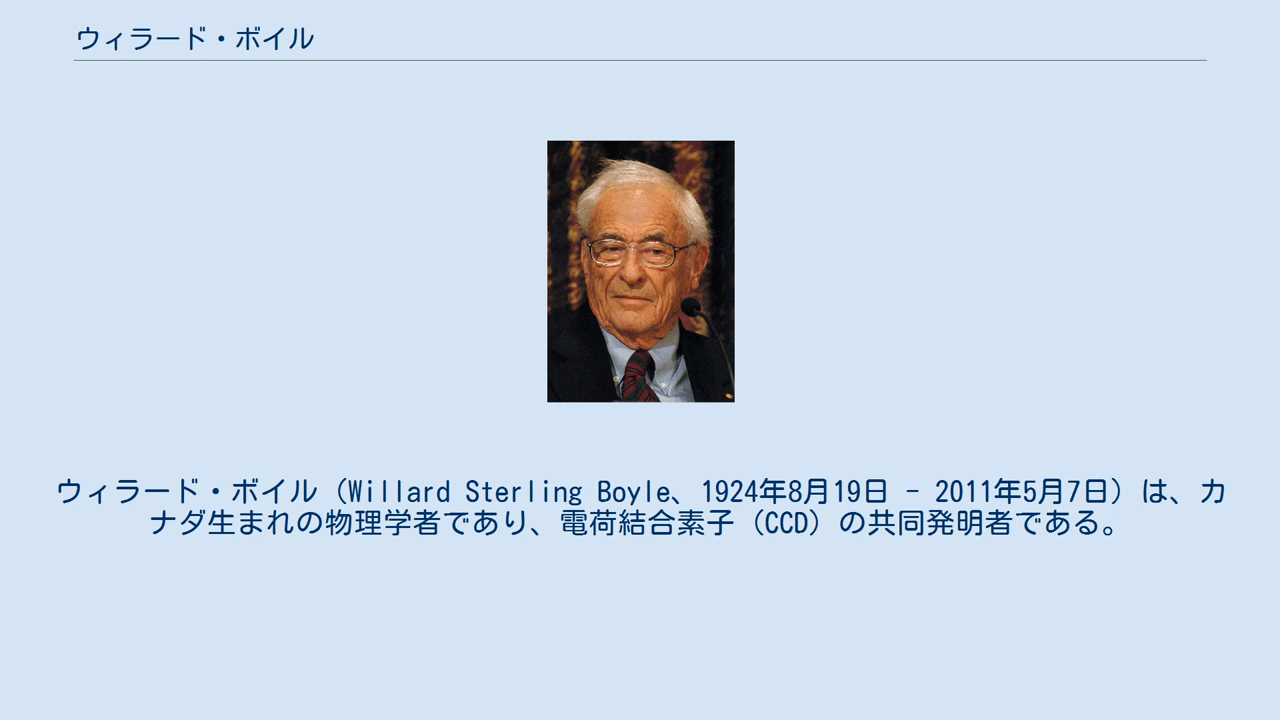 ウィラード・ボイル
ウィラード・ボイル（Willard Sterling Boyle、1924年8月19日 - 2011年5月7日）は、カ
ナダ生まれの物理学者であり、電荷結合素子（CCD）の共同発明者である。